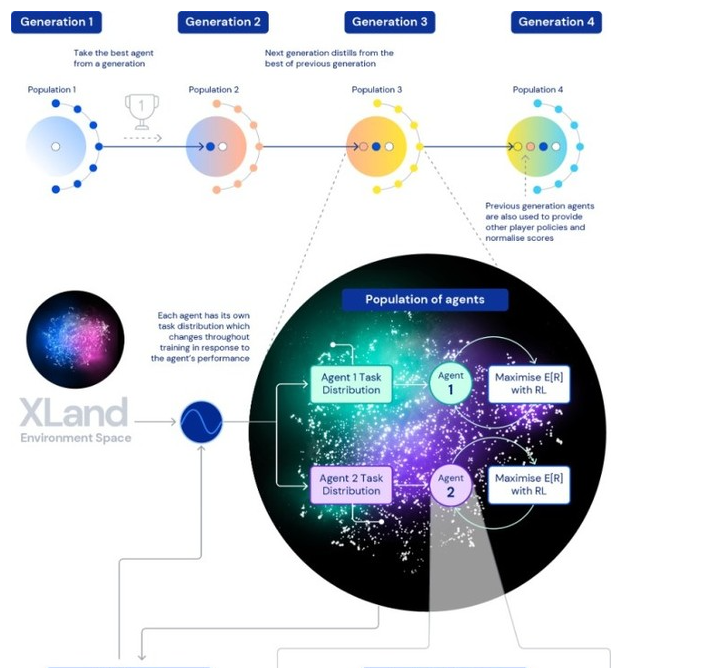 Generation 1
Generation 2
Generation 3
Generation 4
Take the best agent
from a generation
Next generation distills from the
best of previous generation
Population 1
Population 2
Population 3
Population 4
1
Previous generation agents
are also used to provide
other player policies and
normalise scores
Population of agents
Each agent has its own
task distribution which
changes throughout
training in response to
the agent's performance
Agent 1 Task
Distribution
Agent
1
Maximise E[R]
with RL
XLand
Environment Space
Agent 2 Task
Distribution
Agent
2
Maximise E[R]
with RL